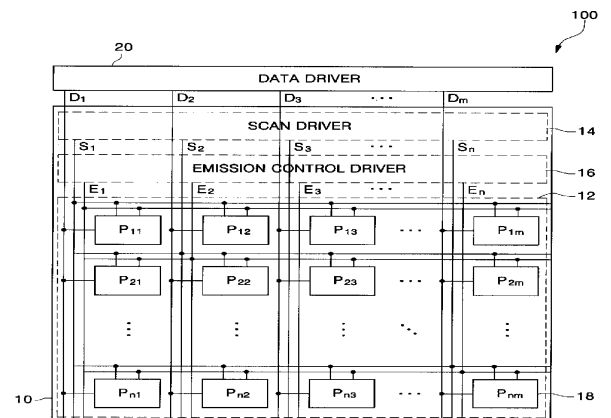 100
20
DATA DRIVER
D1 D2 D3 ... Dm
SCAN DRIVER
14
S1 S2 S3 ... Sn
EMISSION CONTROL DRIVER
16
E1 E2 E3 ... En
12
P11 P12 P13 ... P1m
P21 P22 P23 ... P2m
10 Pn1 Pn2 Pn3 ... Pnm 18